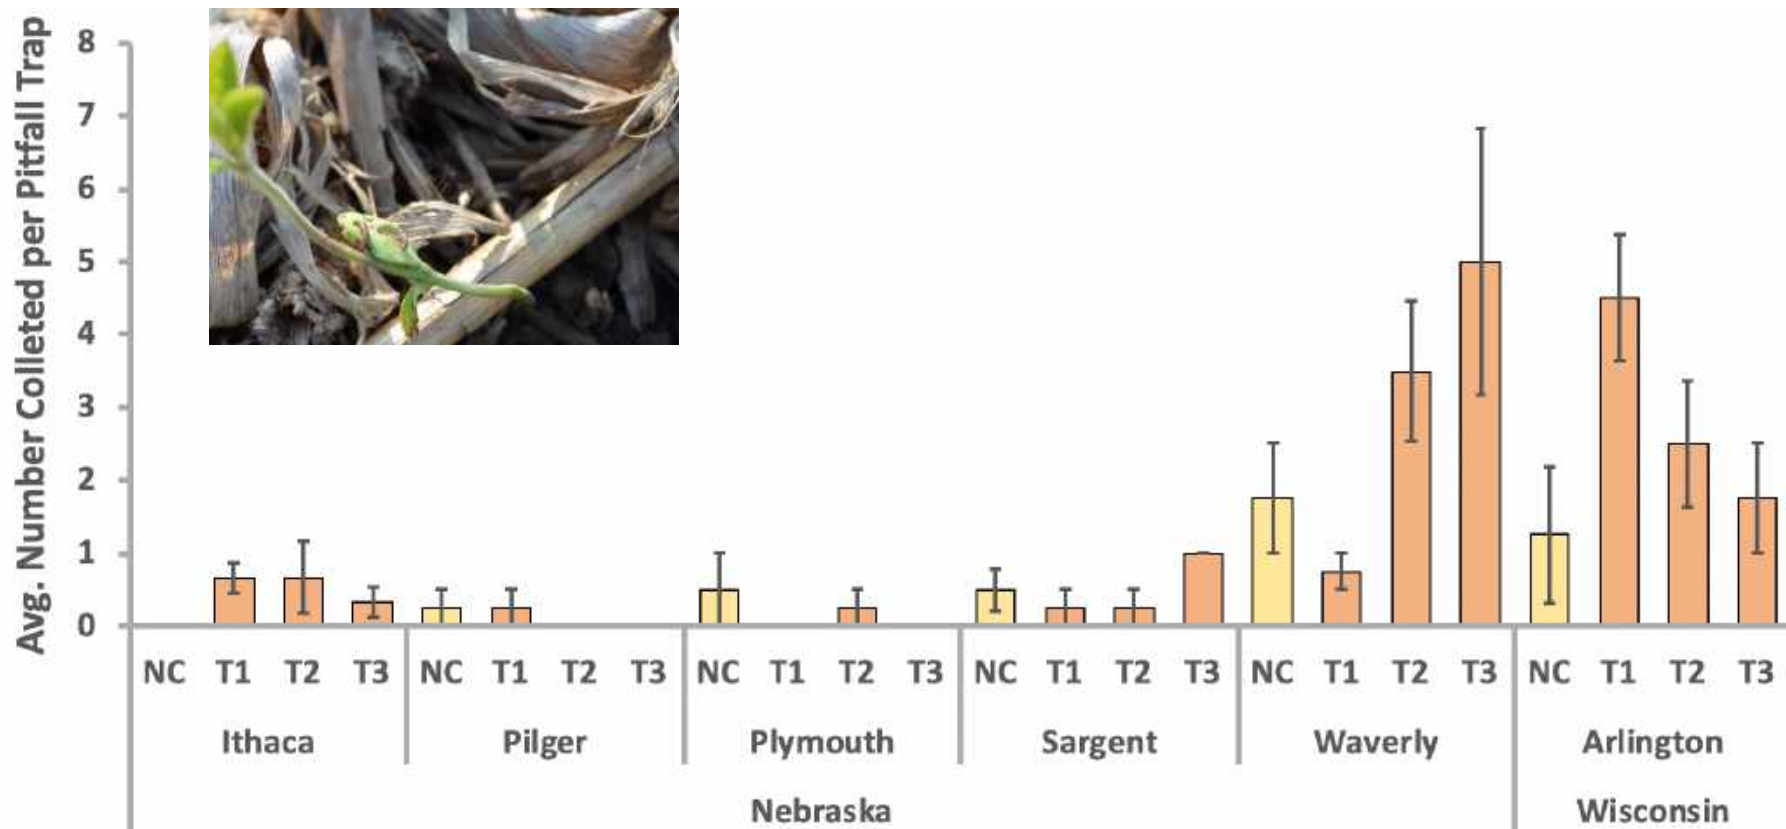 Avg. Number Colleted per Pitfall Trap
8
7
6
5
4
3
2
1
0
NC T1 T2 T3 NC T1 T2 T3 NC T1 T2 T3 NC T1 T2 T3 NC T1 T2 T3 NC T1 T2 T3
Ithaca Pilger Plymouth Sargent Waverly Arlington
Nebraska Wisconsin